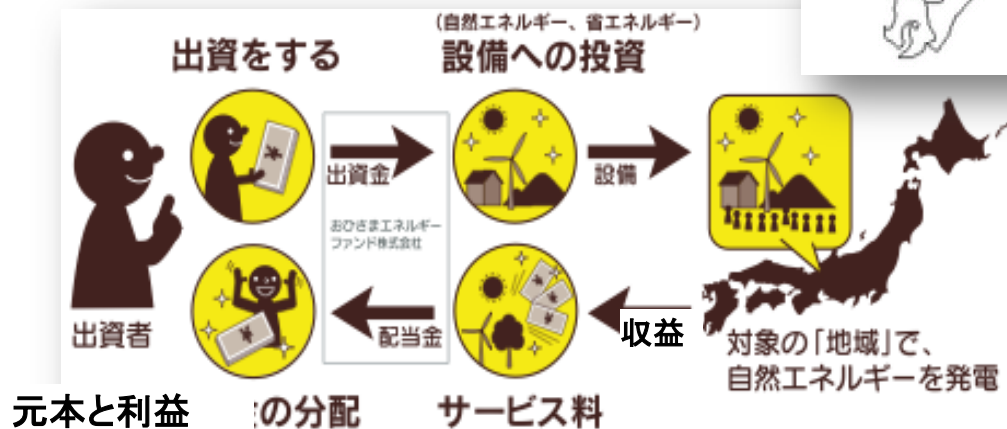 (自然エネルギー、省エネルギー)
出資をする
設備への投資
出資金
設備
おひさまエネルギー
ファンド株式会社
出資者
配当金
収益
対象の「地域」で、
自然エネルギーを発電
元本と利益
の分配
サービス料